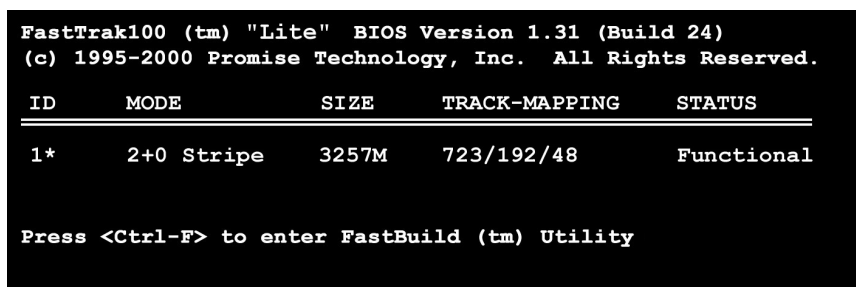 FastTrak100 (tm) "Lite" BIOS Version 1.31 (Build 24)
(c) 1995-2000 Promise Technology, Inc. All Rights Reserved.
ID MODE SIZE TRACK-MAPPING STATUS
1* 2+0 Stripe 3257M 723/192/48 Functional
Press <Ctrl-F> to enter FastBuild (tm) Utility